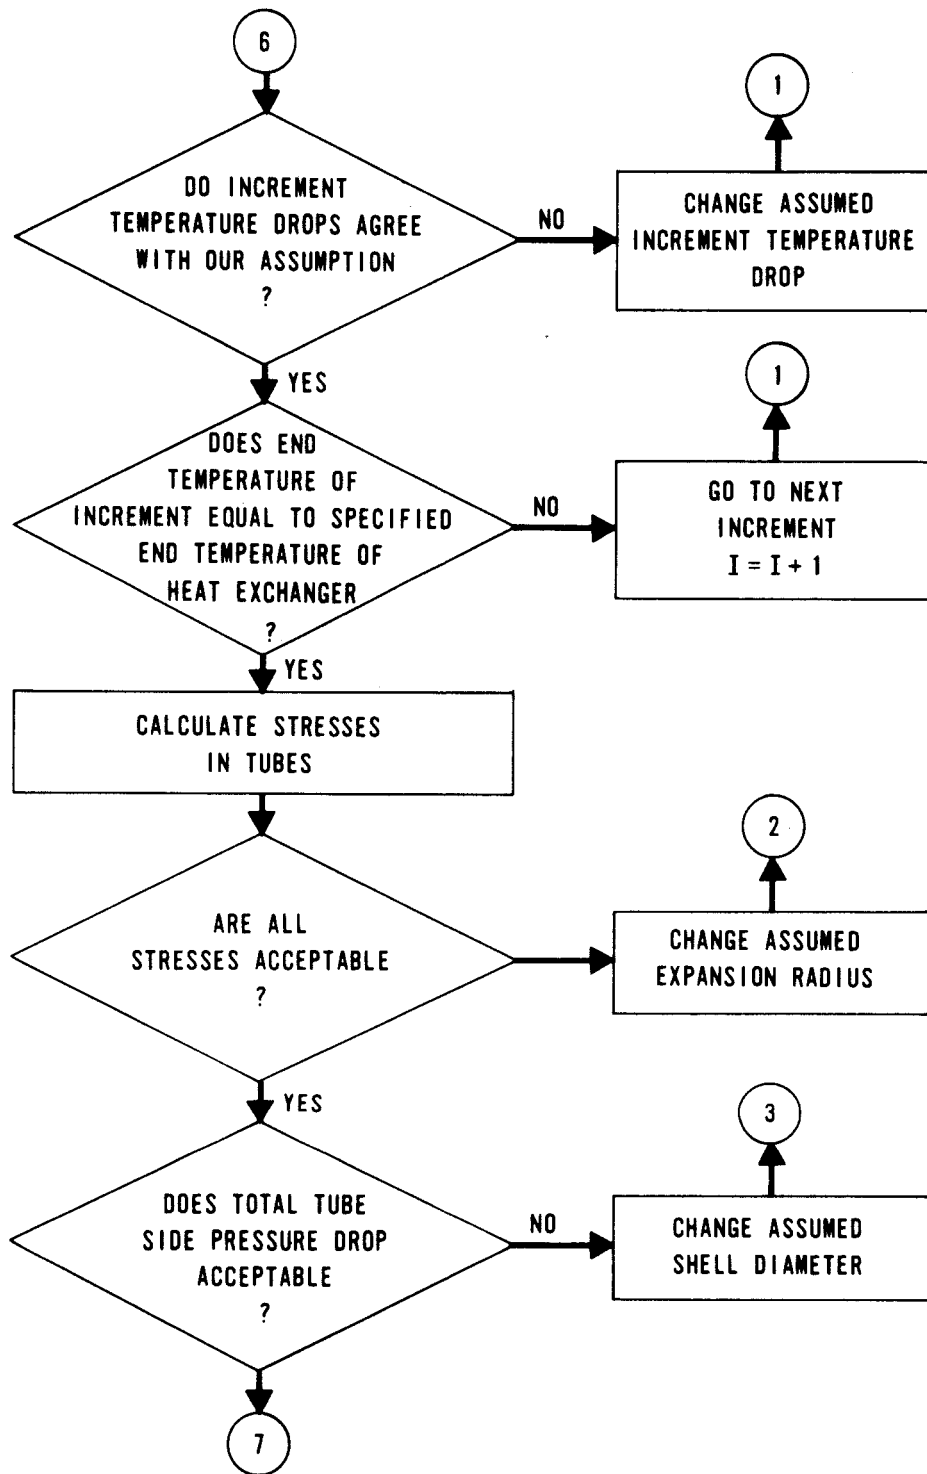 6
1
DO INCREMENT
TEMPERATURE DROPS AGREE
WITH OUR ASSUMPTION
?
NO
CHANGE ASSUMED
INCREMENT TEMPERATURE
DROP
YES
1
DOES END
TEMPERATURE OF
INCREMENT EQUAL TO SPECIFIED
END TEMPERATURE OF
HEAT EXCHANGER
?
NO
GO TO NEXT
INCREMENT
I = I + 1
YES
CALCULATE STRESSES
IN TUBES
2
ARE ALL
STRESSES ACCEPTABLE
?
CHANGE ASSUMED
EXPANSION RADIUS
YES
3
DOES TOTAL TUBE
SIDE PRESSURE DROP
ACCEPTABLE
?
NO
CHANGE ASSUMED
SHELL DIAMETER
7